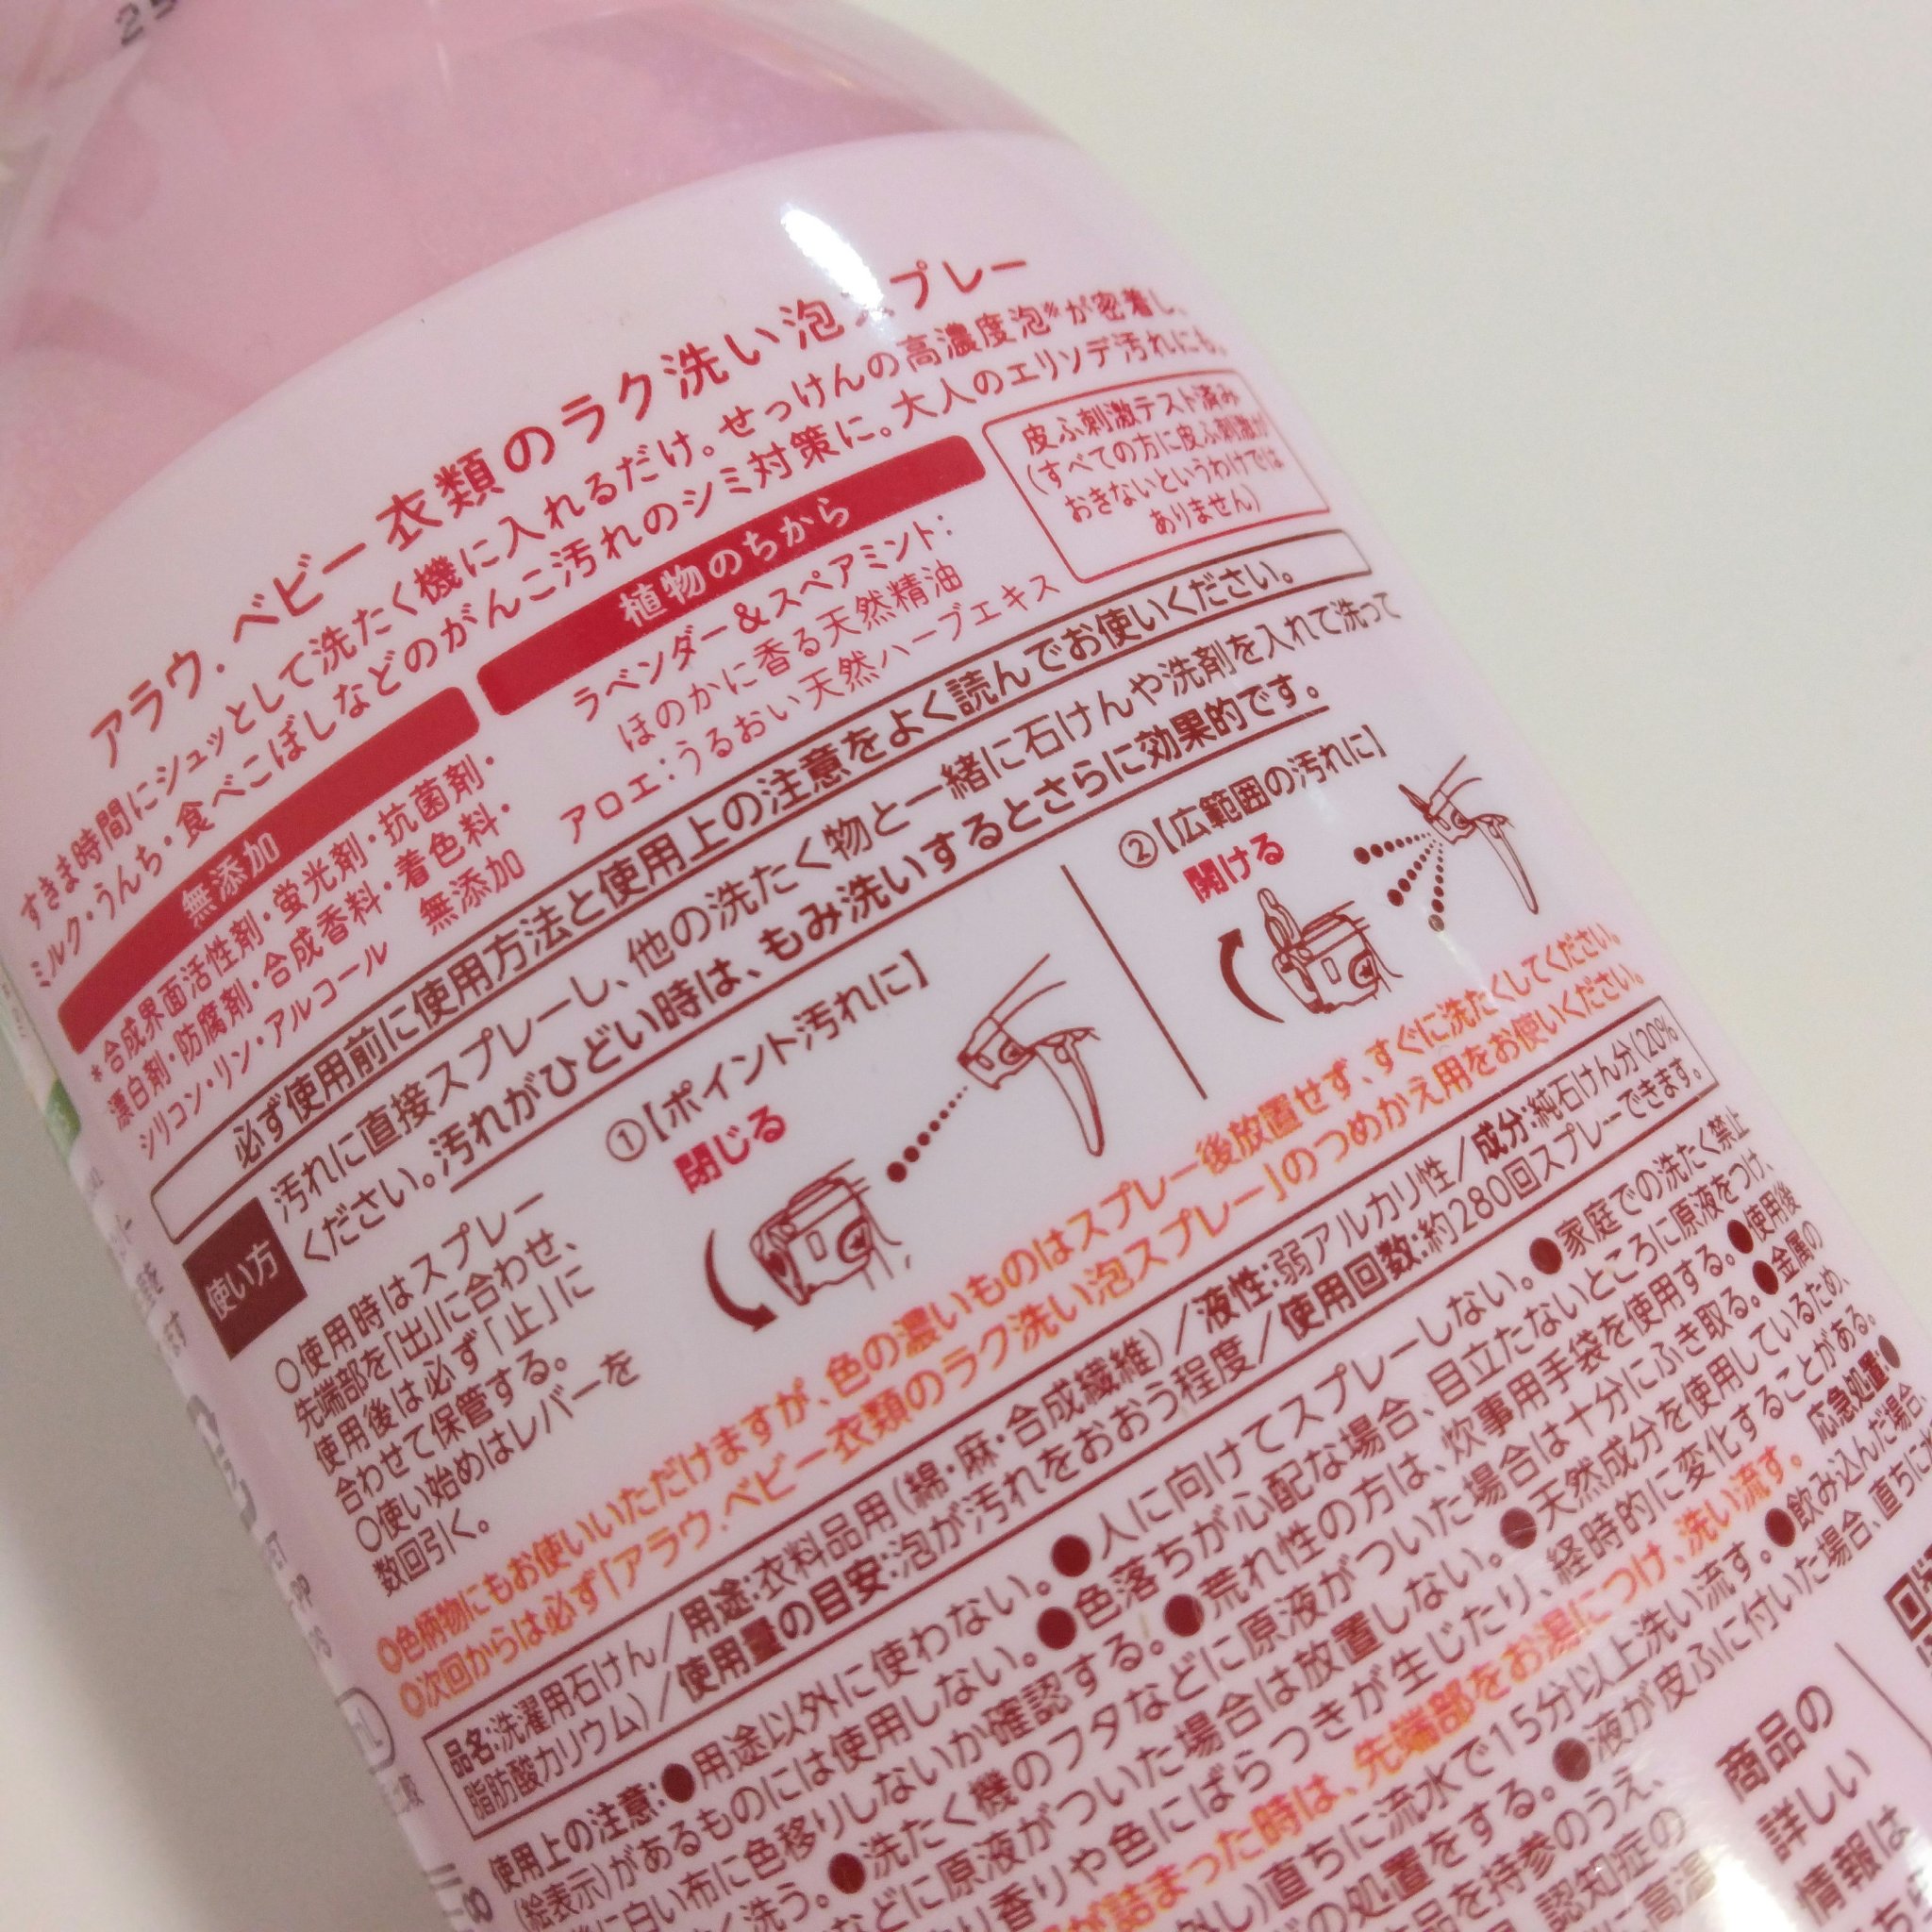 25
アラウ.ベビー衣類のラク洗い泡スプレー
すきま時間にシュッとして洗たく機に入れるだけ。せっけんの高濃度泡※が密着し、
ミルク・うんち・食べこぼしなどのがんこ汚れのシミ対策に。大人のエリソデ汚れにも。
無添加
*合成界面活性剤・蛍光剤・抗菌剤・
漂白剤・防腐剤・合成香料・着色料・
シリコン・リン・アルコール 無添加
植物のちから
ラベンダー&スペアミント:
ほのかに香る天然精油
アロエ:うるおい天然ハーブエキス
皮ふ刺激テスト済み
(すべての方に皮ふ刺激が
おきないというわけでは
ありません)
必ず使用前に使用方法と使用上の注意をよく読んでお使いください。
使い方
汚れに直接スプレーし、他の洗たく物と一緒に石けんや洗剤を入れて洗って
ください。汚れがひどい時は、もみ洗いするとさらに効果的です。
○使用時はスプレー
先端部を「出」に合わせ、
使用後は必ず「止」に
合わせて保管する。
○使い始めはレバーを
数回引く。
①【ポイント汚れに】
閉じる
②【広範囲の汚れに】
開ける
○色柄物にもお使いいただけますが、色の濃いものはスプレー後放置せず、すぐに洗たくしてください。
○次回からは必ず「アラウ.ベビー衣類のラク洗い泡スプレー」のつめかえ用をお使いください。
品名:洗濯用石けん/用途:衣料品用(綿・麻・合成繊維)/液性:弱アルカリ性/成分:純石けん分(20%
脂肪酸カリウム)/使用量の目安:泡が汚れをおおう程度/使用回数:約280回スプレーできます。
使用上の注意:●用途以外に使わない。●人に向けてスプレーしない。●家庭での洗たく禁止
(絵表示)があるものには使用しない。●色落ちが心配な場合、目立たないところに原液をつけ、
に白い布に色移りしないか確認する。●荒れ性の方は、炊事用手袋を使用する。●使用後
く洗う。●洗たく機のフタなどに原液がついた場合は十分にふき取る。●金属の
などに原液がついた場合は放置しない。●天然成分を使用しているため、
り香りや色にばらつきが生じたり、経時的に変化することがある。
が詰まった時は、先端部をお湯につけ、洗い流す。 応急処置:●
し)直ちに流水で15分以上洗い流す。●飲み込んだ場合、
の処置をする。●液が皮ふに付いた場合、直ちに水
品を持参のうえ、
認知症の
高温
商品の
詳しい
情報は